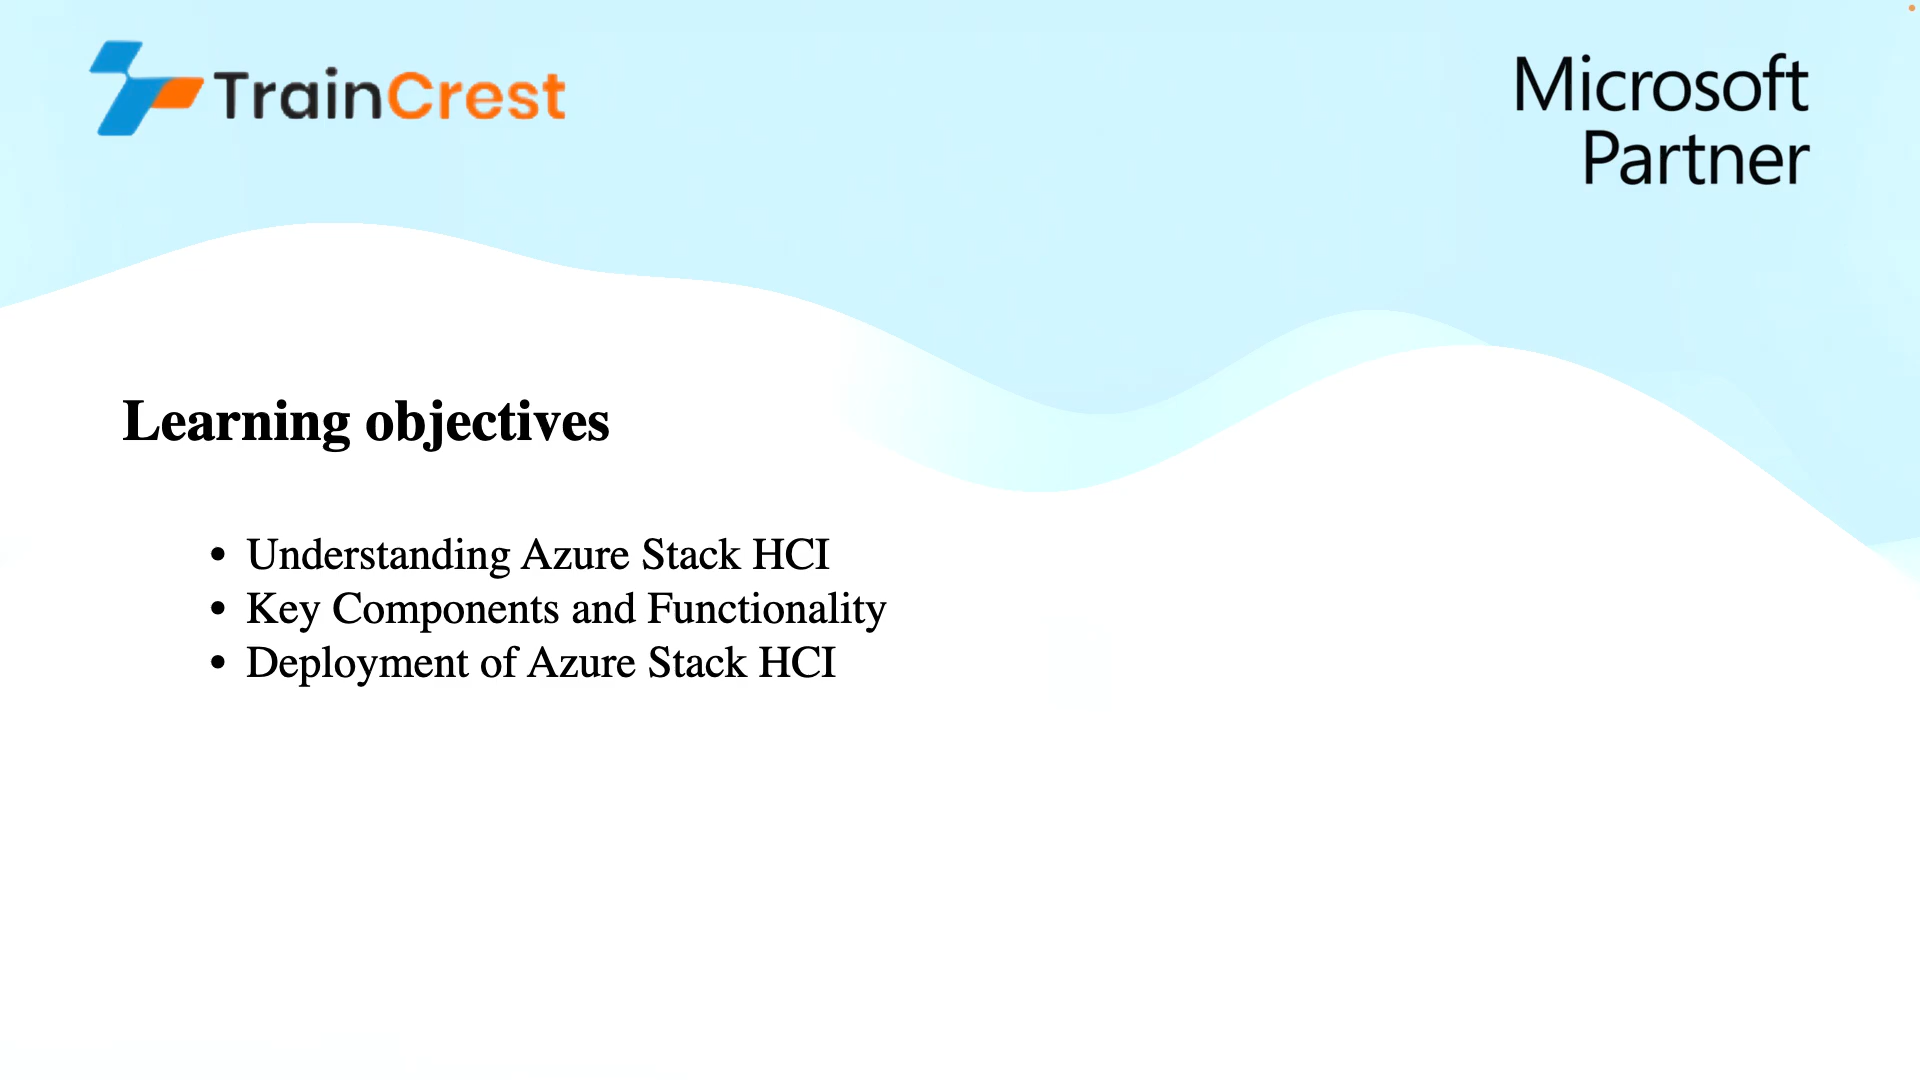 TrainCrest
Microsoft
Partner
Learning objectives
• Understanding Azure Stack HCI
• Key Components and Functionality
• Deployment of Azure Stack HCI